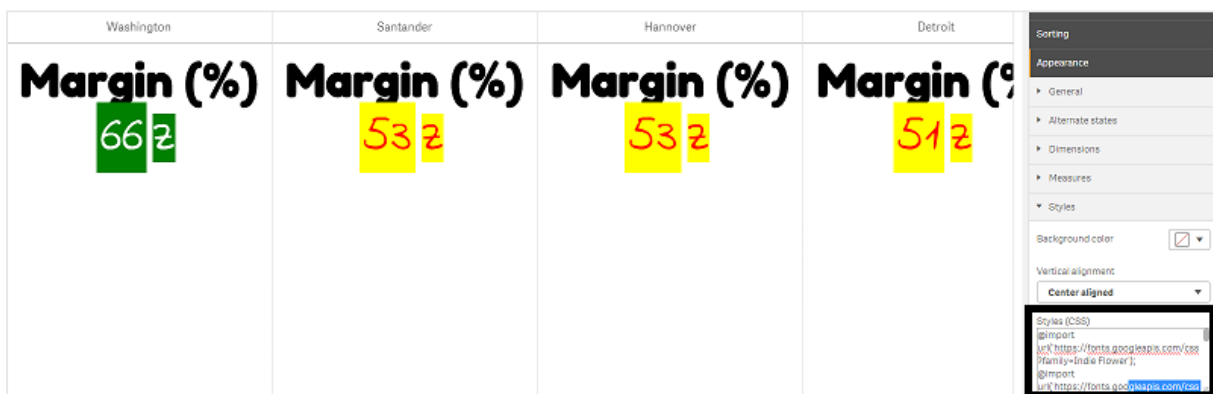 Washington Santander Hannover Detroit
Margin (%) Margin (%) Margin (%) Margin (%
66 z 53 z 53 z 51 z
Sorting
Appearance
General
Alternate states
Dimensions
Measures
Styles
Background color
Vertical alignment
Center aligned
Styles (CSS)
@import
url('https://fonts.googleapis.com/css
?family=Indie Flower');
@import
url('https://fonts.googleapis.com/css